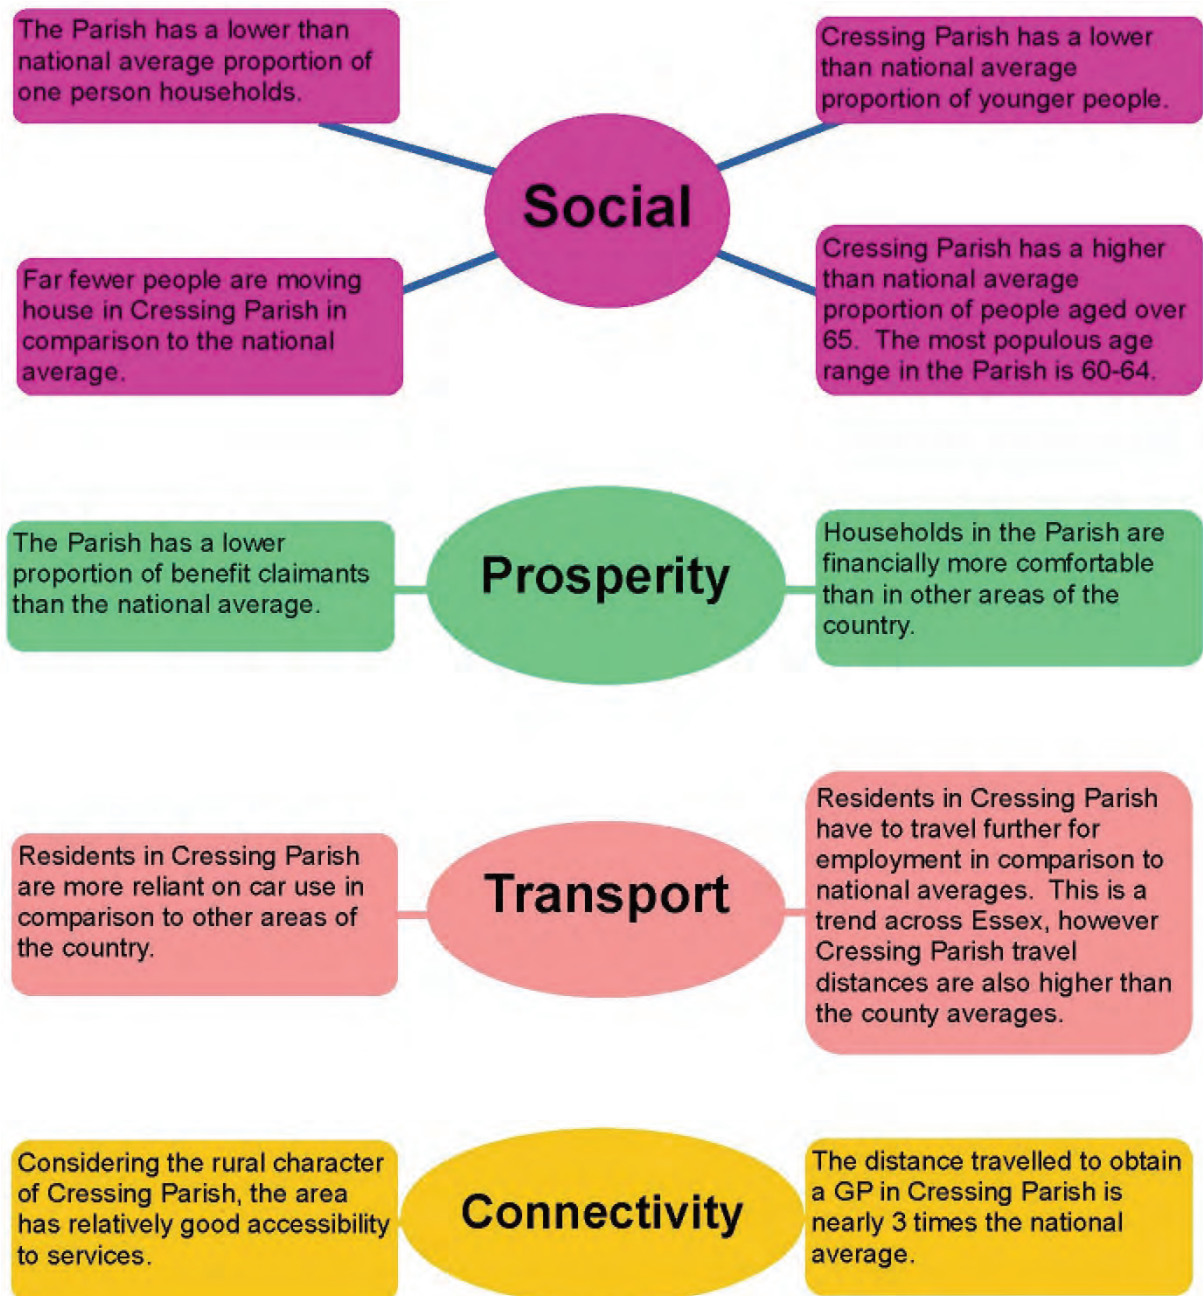 The Parish has a lower than
national average proportion of
one person households.
Cressing Parish has a lower
than national average
proportion of younger people.
Social
Far fewer people are moving
house in Cressing Parish in
comparison to the national
average.
Cressing Parish has a higher
than national average
proportion of people aged over
65.  The most populous age
range in the Parish is 60-64.
The Parish has a lower
proportion of benefit claimants
than the national average.
Prosperity
Households in the Parish are
financially more comfortable
than in other areas of the
country.
Residents in Cressing Parish
are more reliant on car use in
comparison to other areas of
the country.
Transport
Residents in Cressing Parish
have to travel further for
employment in comparison to
national averages.  This is a
trend across Essex, however
Cressing Parish travel
distances are also higher than
the county averages.
Considering the rural character
of Cressing Parish, the area
has relatively good accessibility
to services.
Connectivity
The distance travelled to obtain
a GP in Cressing Parish is
nearly 3 times the national
average.